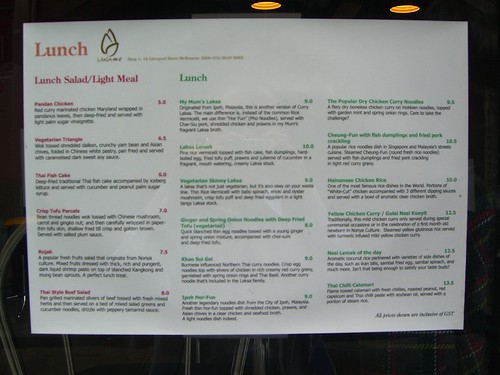 Lunch
Lunch Salad/Light Meal
Pandan Chicken 5.0
Red curry marinated chicken Maryland wrapped in
pandanus leaves, then deep-fried and served with
light palm sugar vinaigrette.
Vegetarian Triangle 6.5
Wok tossed shredded daikon, crunchy yam bean and Asian
chives, folded in Chinese white pastry, pan fried and served
with caramelised dark sweet soy sauce.
Thai Fish Cake 6.0
Deep-fried traditional Thai fish cake accompanied by iceberg
lettuce and served with cucumber and peanut palm sugar
syrup.
Crisp Tofu Parcels 7.0
Bean thread noodles wok tossed with Chinese mushroom,
carrot and ginger nut; and then carefully wrapped in paper-
thin tofu skin, shallow fried till crisp and golden brown.
Served with salted plum sauce.
Rojak 7.5
A popular fresh salad that originates from Nonya
culture. Mixed fruits dressed with thick, rich and pungent,
dark liquid shrimp paste on top of blanched Kangkong
and mung bean sprouts. A perfect lunch treat.
Thai Style Beef Salad 8.0
Pan grilled marinated slivers of beef tossed with fresh mixed
herbs and then served on a bed of mixed salad greens and
cucumber noodles, drizzle with peppery tamarind sauce.
Lunch
My Mum's Laksa 9.0
Originated from Ipoh, Malaysia, this is another version of Curry
Laksa. The main difference is, instead of the common Rice
Vermicelli, we use thin "Hor Fun" (Pho Noodles), served with
Char-Siu pork, shredded chicken and prawns in my Mum's
fragrant Laksa broth.
Laksa Lemak 10.0
Fine rice vermicelli topped with fish cake, fish dumplings, hard-
boiled egg, fried tofu puff, prawns and julienne of cucumber in a
fragrant, mouth watering, creamy Laksa stock.
Vegetarian Skinny Laksa 9.0
A laksa that's not just vegetarian, but it's also skinny on your waist
line. Thin Rice Vermicelli with baby spinach, enoki and oyster
mushroom, crispy tofu puff and deep fried eggplant in a light
tangy Laksa stock.
Ginger and Spring Onion Noodles with Deep Fried
Tofu (vegetarian) 8.0
Quick blanched thin egg noodles tossed with a young ginger
and spring onion mixture, accompanied with choi-sum
and deep fried tofu.
Khao Soi Gai 9.0
Burmese influenced Northern Thai curry noodles. Crisp egg
noodles top with slivers of chicken in rich creamy red curry gravy,
garnished with spring onion rings and Thai Basil. Another curry
noodle that's included in the Laksa family.
Ipoh Hor-Fun 9.0
Another legendary noodles dish from the City of Ipoh, Malaysia.
Fresh thin hor-fun topped with shredded chicken, prawns, and
Asian chives in a clear chicken and seafood broth.
A light noodles dish indeed.
The Popular Dry Chicken Curry Noodles 9.5
A fiery dry boneless chicken curry on Hokkien noodles, topped
with garden mint and spring onion rings. Care to take the
challenge?
Cheung-Fun with fish dumplings and fried pork
crackling 10.5
A popular rice noodles dish in Singapore and Malaysia's streets
cuisine. Steamed Cheung-Fun (round fresh rice noodles)
served with fish dumplings and fried pork crackling
in light red curry gravy.
Hainanese Chicken Rice 10.0
One of the most famous rice dishes in the World. Portions of
"White-Cut" chicken accompanied with 3 different dipping sauces
and served with a bowl of aromatic clear chicken broth.
Yellow Chicken Curry / Gulai Nasi Kunyit 12.5
Traditionally, this mild chicken curry only served during special
ceremonial occasions or in the celebration of a first month old
newborn in Nonya Culture. Steamed yellow glutinous rice served
with turmeric infused mild yellow chicken curry.
Nasi Lemak of the day 12.5
Aromatic coconut rice partnered with varieties of side dishes of
the day, such as ikan bilis, sambal fried egg, sambal spinach, and
much more. Isn't that being enough to satisfy your taste buds!
Thai Chilli Calamari 13.5
Flame tossed calamari with fresh chillies, roasted peanut, red
capsicum and Thai chilli paste with soybean oil, served with a
portion of steam rice.
All prices shown are inclusive of GST